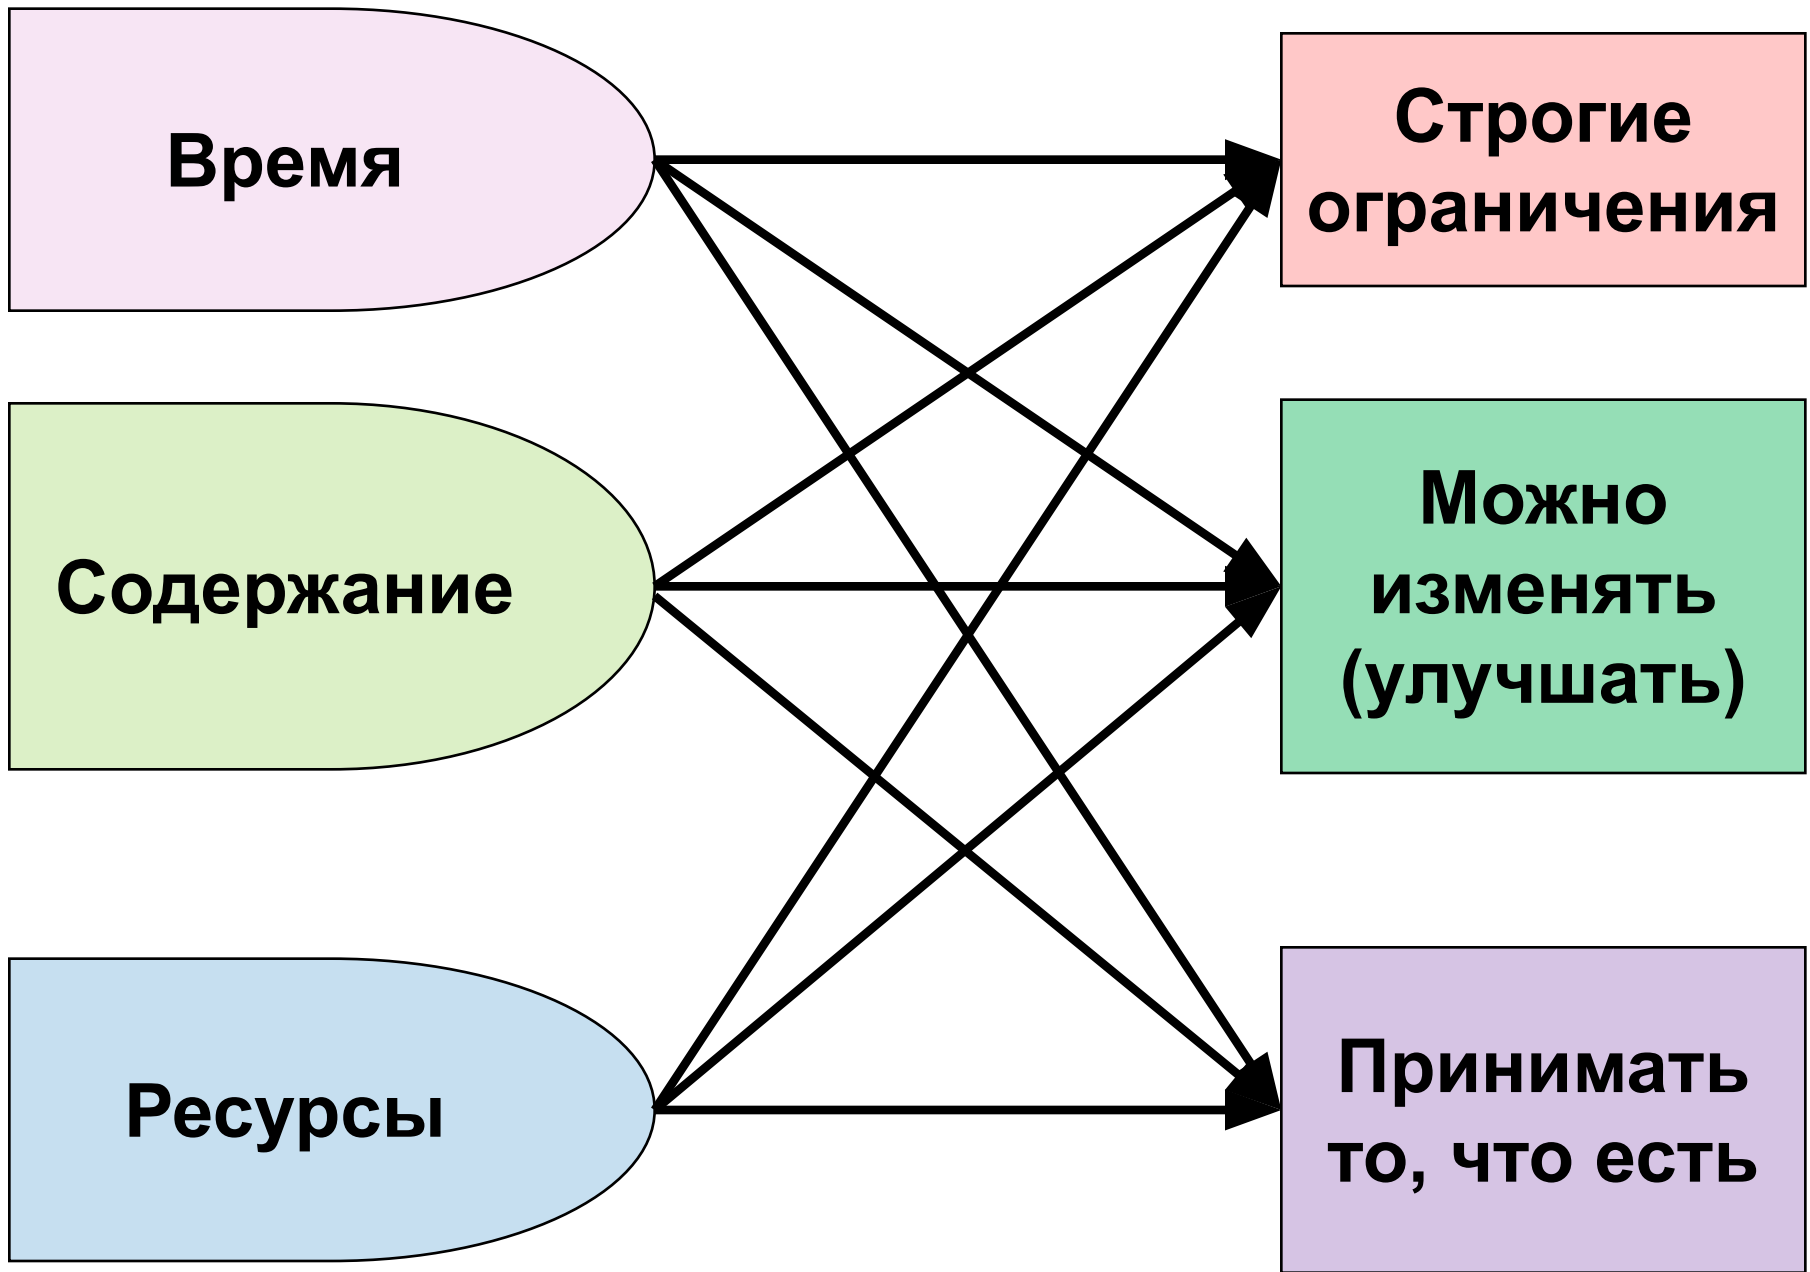 Время
Строгие
ограничения
Содержание
Можно
изменять
(улучшать)
Ресурсы
Принимать
то, что есть